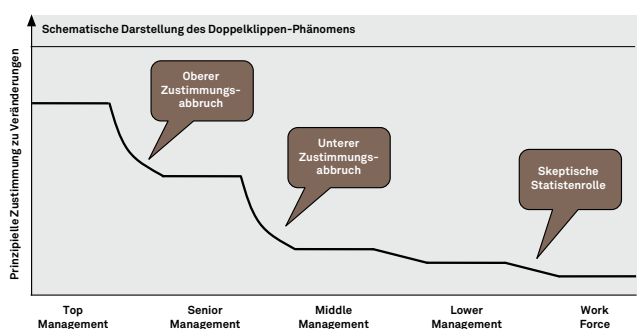 Schematische Darstellung des Doppelklippen-Phänomens
Prinzipielle Zustimmung zu Veränderungen
Oberer
Zustimmungs-
abbruch
Unterer
Zustimmungs-
abbruch
Skeptische
Statistenrolle
Top
Management
Senior
Management
Middle
Management
Lower
Management
Work
Force